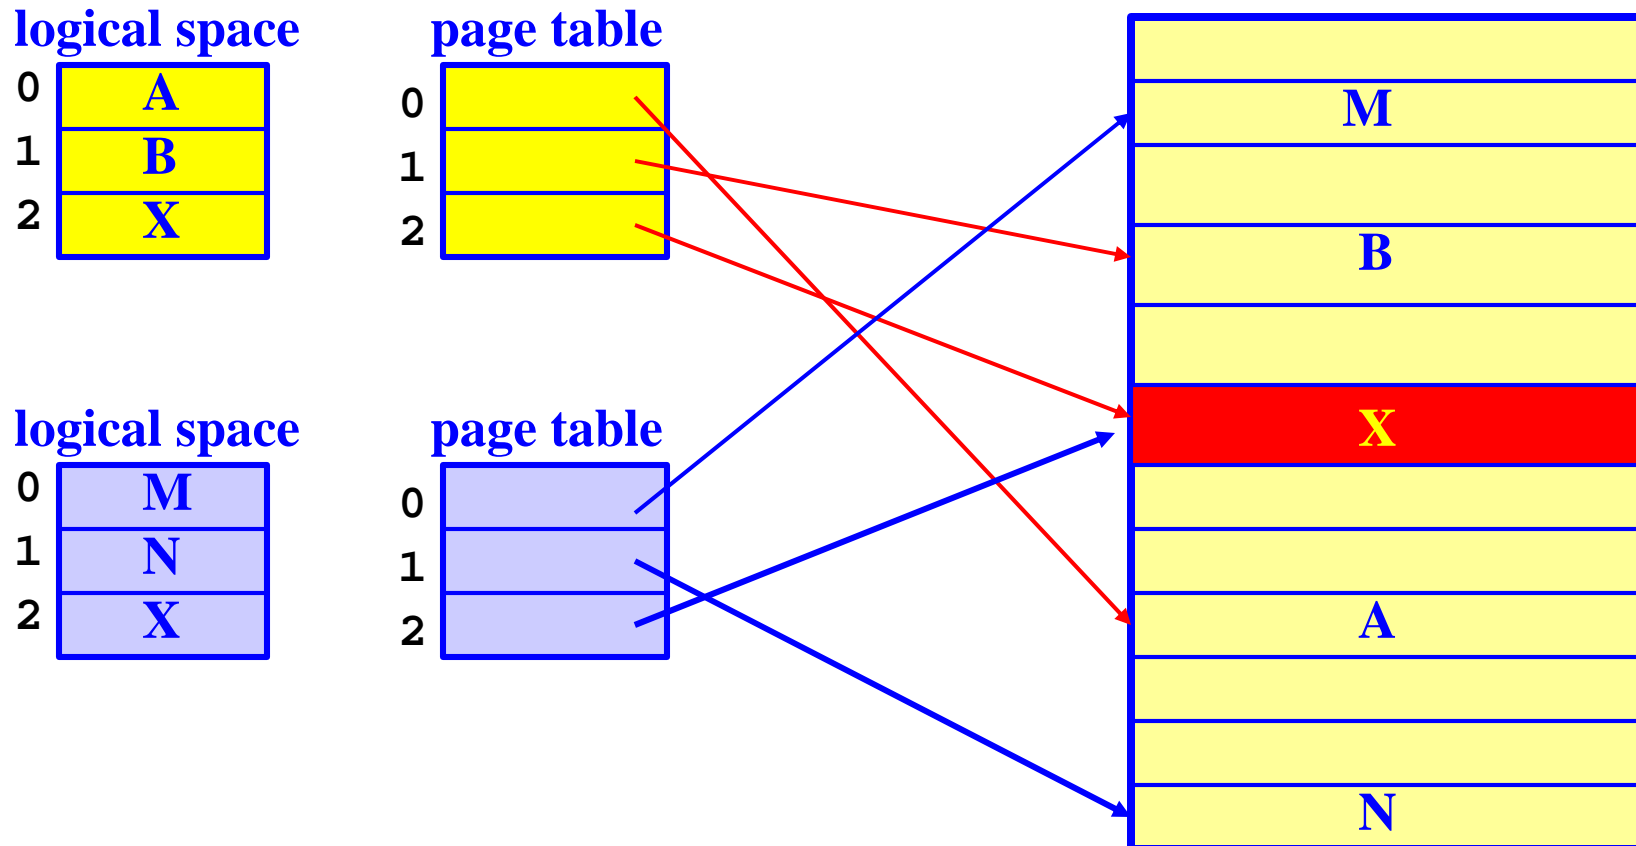 logical space
0 A
1 B
2 X
page table
0
1
2
logical space
0 M
1 N
2 X
page table
0
1
2
M
B
X
A
N